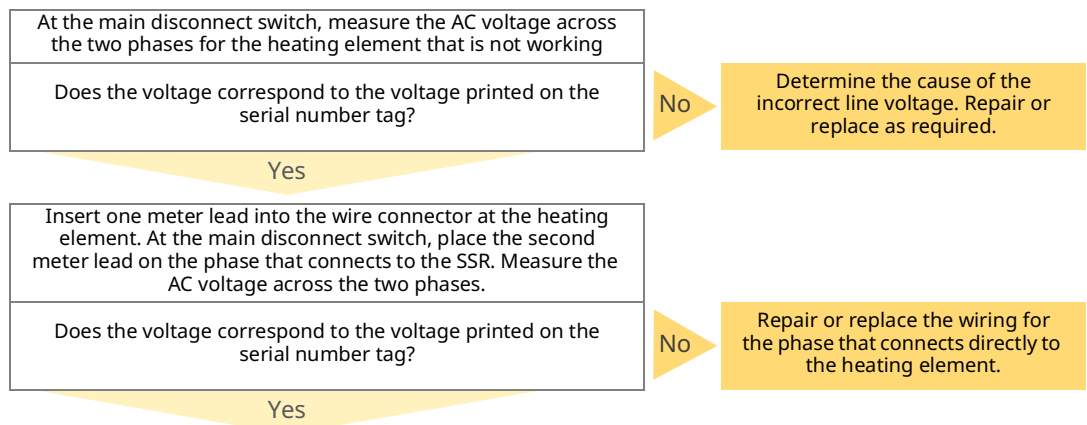 At the main disconnect switch, measure the AC voltage across
the two phases for the heating element that is not working
Does the voltage correspond to the voltage printed on the
serial number tag?
No
Determine the cause of the
incorrect line voltage. Repair or
replace as required.
Yes
Insert one meter lead into the wire connector at the heating
element. At the main disconnect switch, place the second
meter lead on the phase that connects to the SSR. Measure the
AC voltage across the two phases.
Does the voltage correspond to the voltage printed on the
serial number tag?
No
Repair or replace the wiring for
the phase that connects directly to
the heating element.
Yes